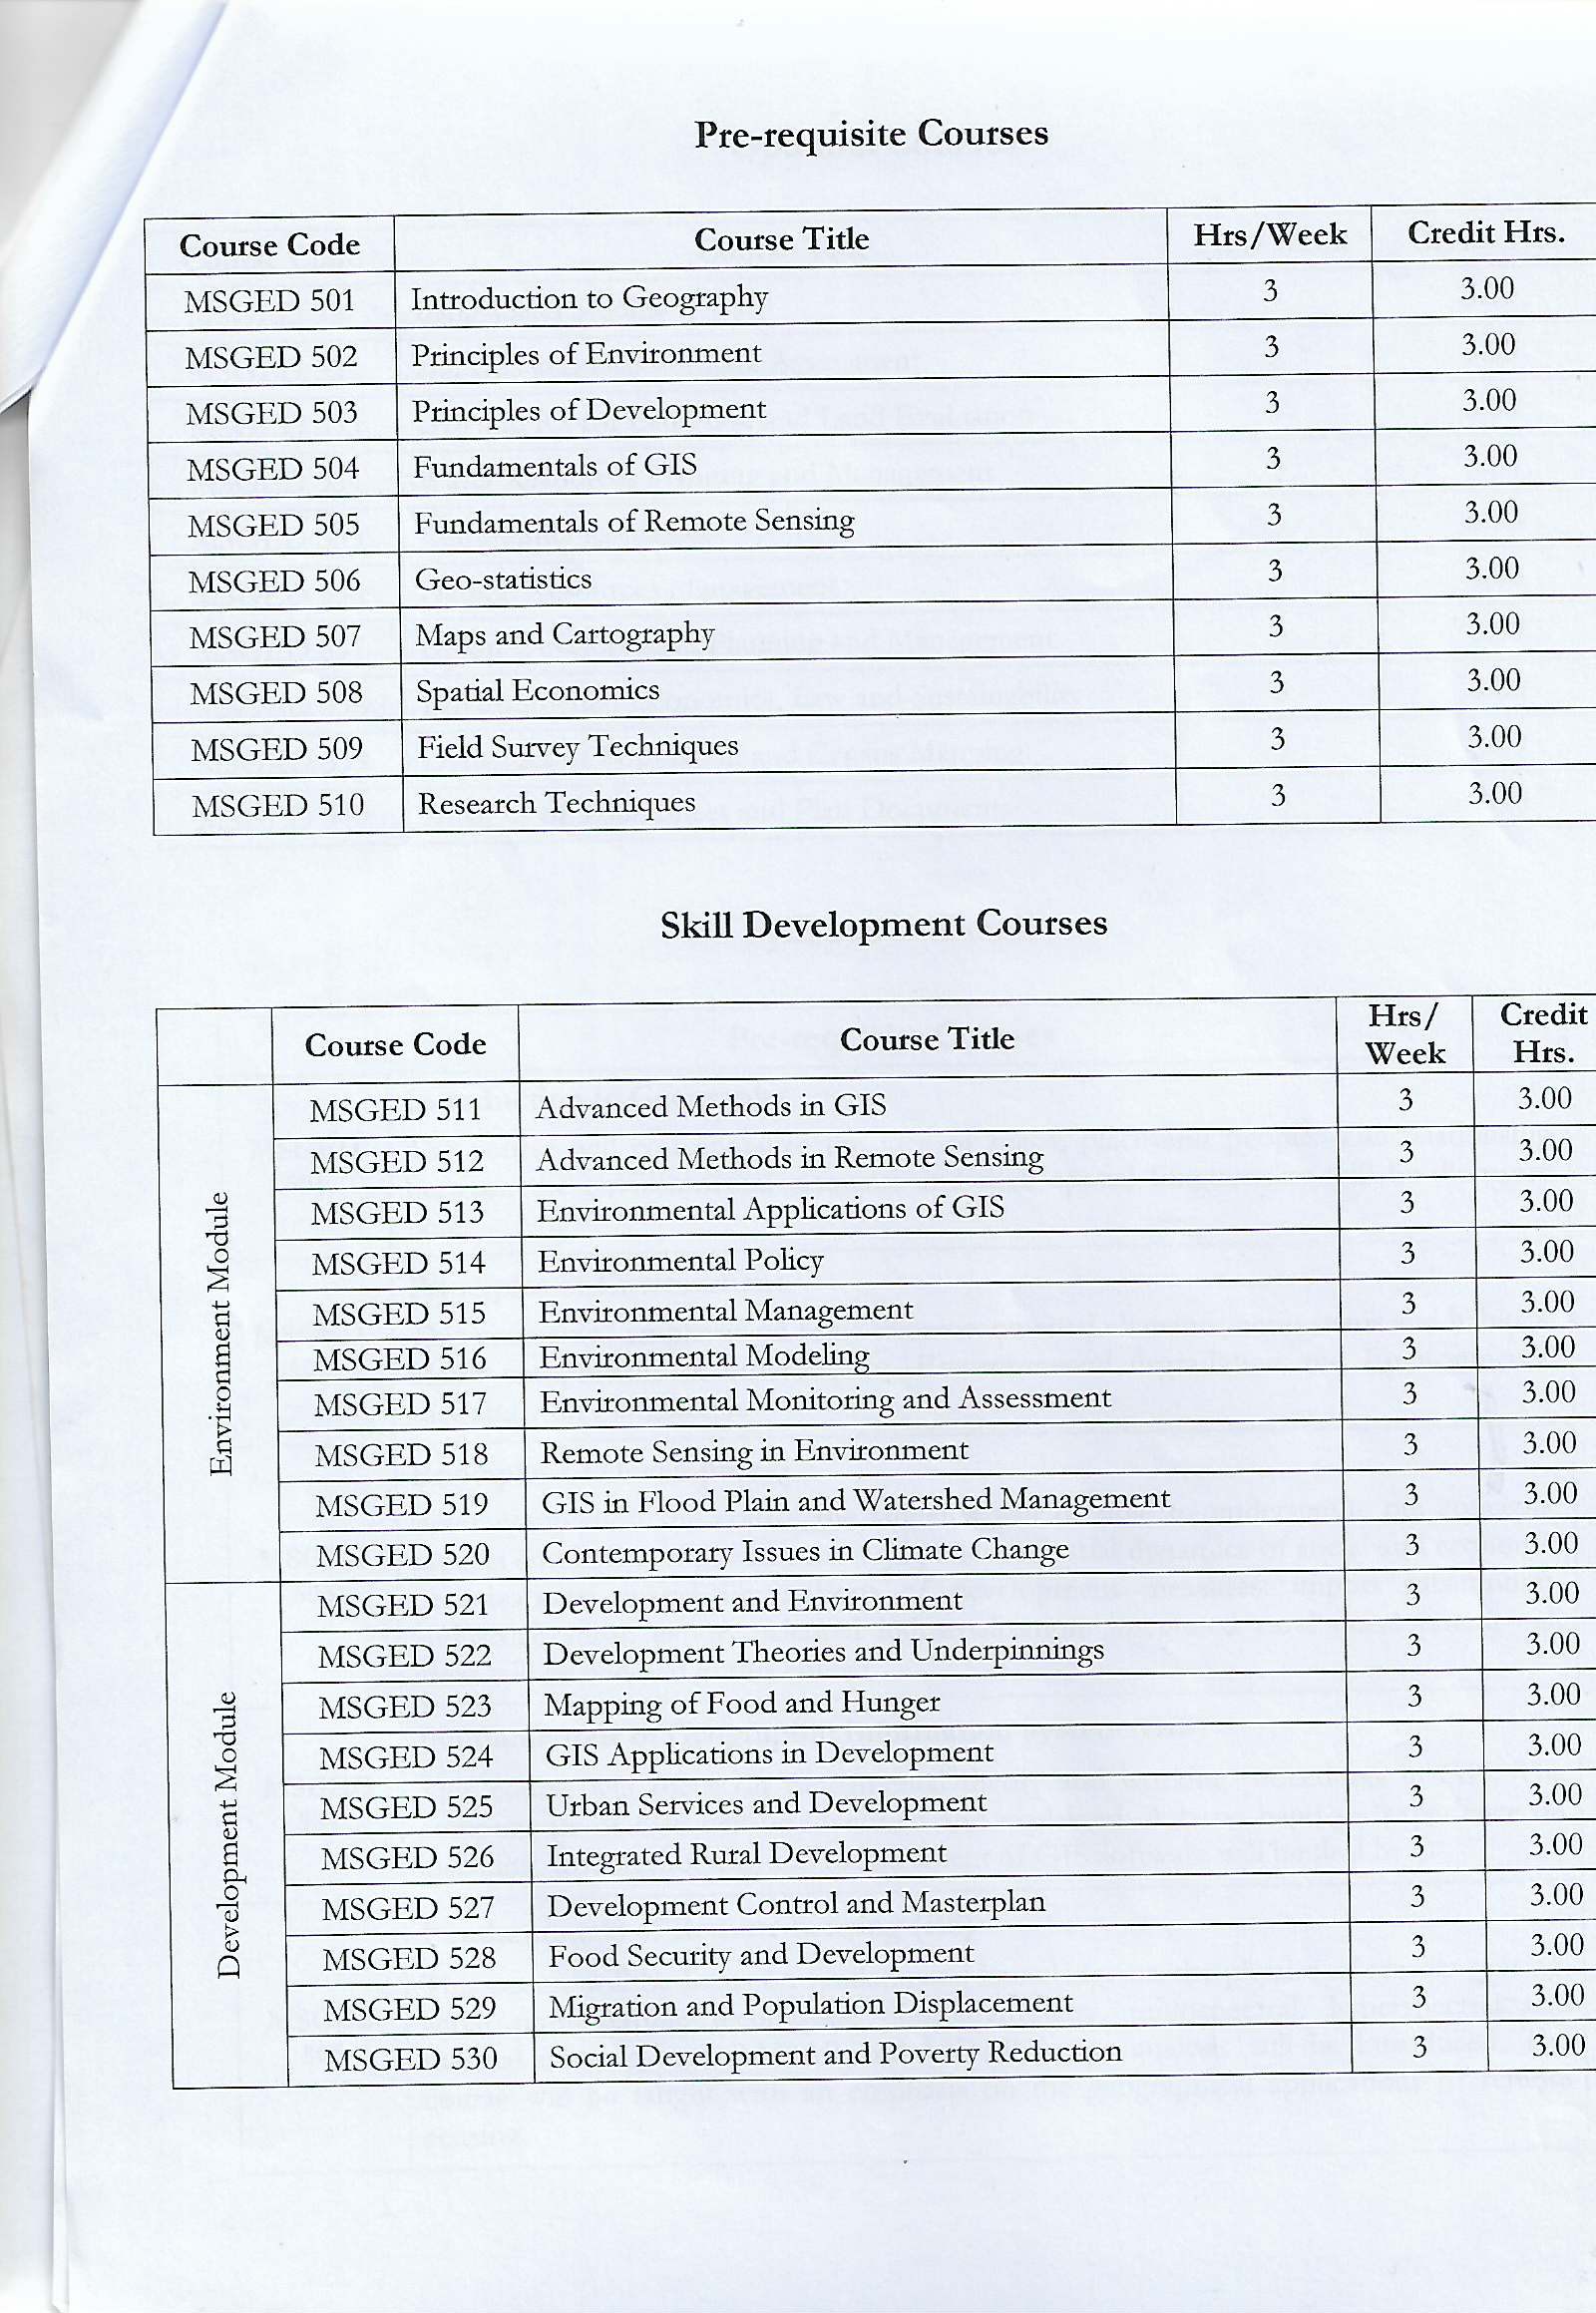 Pre-requisite Courses
Course Code Course Title Hrs/Week Credit Hrs.
MSGED 501 Introduction to Geography 3 3.00
MSGED 502 Principles of Environment 3 3.00
MSGED 503 Principles of Development 3 3.00
MSGED 504 Fundamentals of GIS 3 3.00
MSGED 505 Fundamentals of Remote Sensing 3 3.00
MSGED 506 Geo-statistics 3 3.00
MSGED 507 Maps and Cartography 3 3.00
MSGED 508 Spatial Economics 3 3.00
MSGED 509 Field Survey Techniques 3 3.00
MSGED 510 Research Techniques 3 3.00
Skill Development Courses
Course Code Course Title Hrs/ Week Credit Hrs.
Environment Module
MSGED 511 Advanced Methods in GIS 3 3.00
MSGED 512 Advanced Methods in Remote Sensing 3 3.00
MSGED 513 Environmental Applications of GIS 3 3.00
MSGED 514 Environmental Policy 3 3.00
MSGED 515 Environmental Management 3 3.00
MSGED 516 Environmental Modeling 3 3.00
MSGED 517 Environmental Monitoring and Assessment 3 3.00
MSGED 518 Remote Sensing in Environment 3 3.00
MSGED 519 GIS in Flood Plain and Watershed Management 3 3.00
MSGED 520 Contemporary Issues in Climate Change 3 3.00
Development Module
MSGED 521 Development and Environment 3 3.00
MSGED 522 Development Theories and Underpinnings 3 3.00
MSGED 523 Mapping of Food and Hunger 3 3.00
MSGED 524 GIS Applications in Development 3 3.00
MSGED 525 Urban Services and Development 3 3.00
MSGED 526 Integrated Rural Development 3 3.00
MSGED 527 Development Control and Masterplan 3 3.00
MSGED 528 Food Security and Development 3 3.00
MSGED 529 Migration and Population Displacement 3 3.00
MSGED 530 Social Development and Poverty Reduction 3 3.00